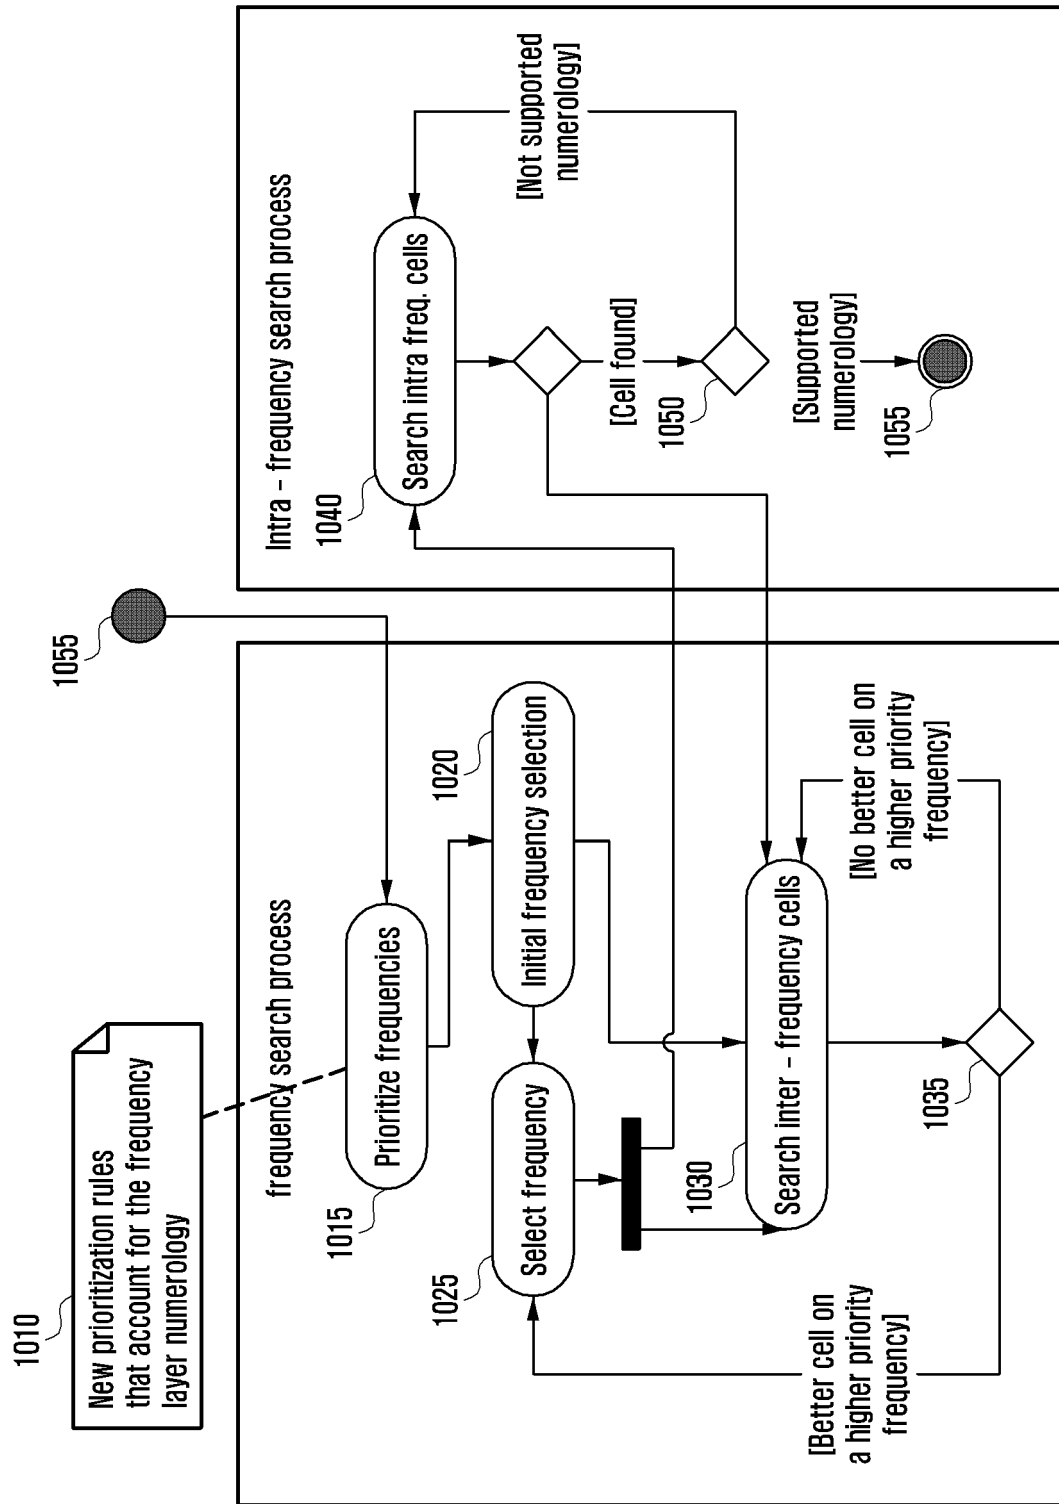 1010
New prioritization rules
that account for the frequency
layer numerology
1055
frequency search process
1015
Prioritize frequencies
1020
Initial frequency selection
1025
Select frequency
1030
Search inter - frequency cells
1035
[Better cell on
a higher priority
frequency]
[No better cell on
a higher priority
frequency]
Intra - frequency search process
1040
Search intra freq. cells
[Cell found]
1050
[Not supported
numerology]
[Supported
numerology]
1055